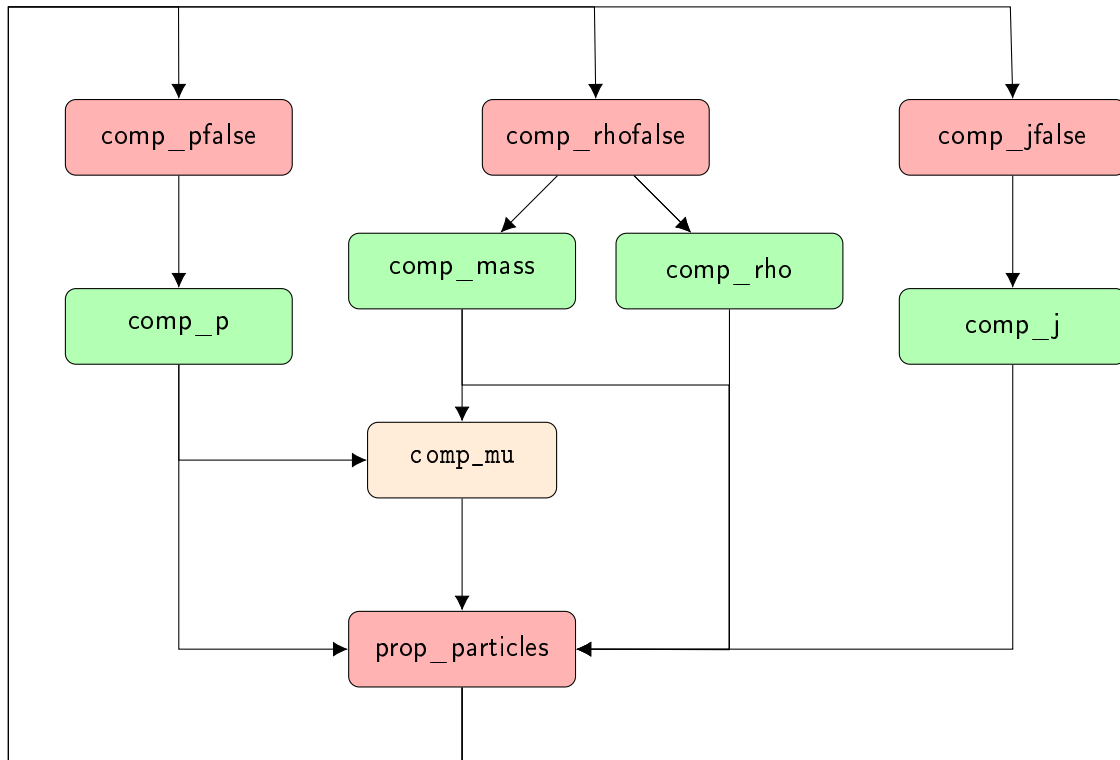 comp_pfalse
comp_rhofalse
comp_jfalse
comp_mass
comp_rho
comp_p
comp_j
comp_mu
prop_particles